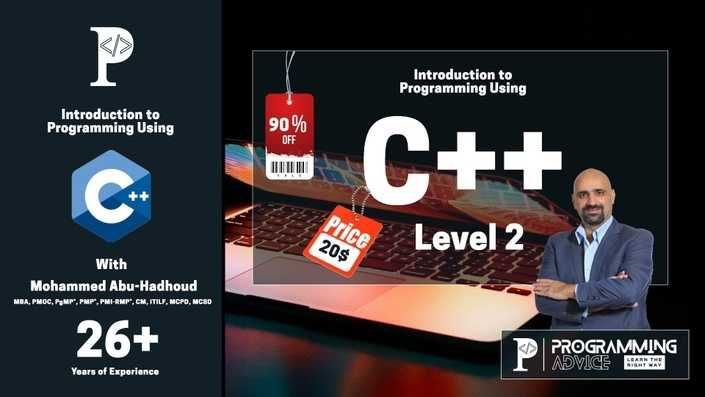 P
</>
Introduction to
Programming Using
C++
With
Mohammed Abu-Hadhoud
MBA, PMOC, PgMP®, PMP®, PMI-RMP®, CM, ITILF, MCPD, MCSD
26+
Years of Experience
Introduction to
Programming Using
C++
Level 2
90%
OFF
SALE
Price
20$
P
</>
PROGRAMMING
ADVICE
LEARN THE
RIGHT WAY